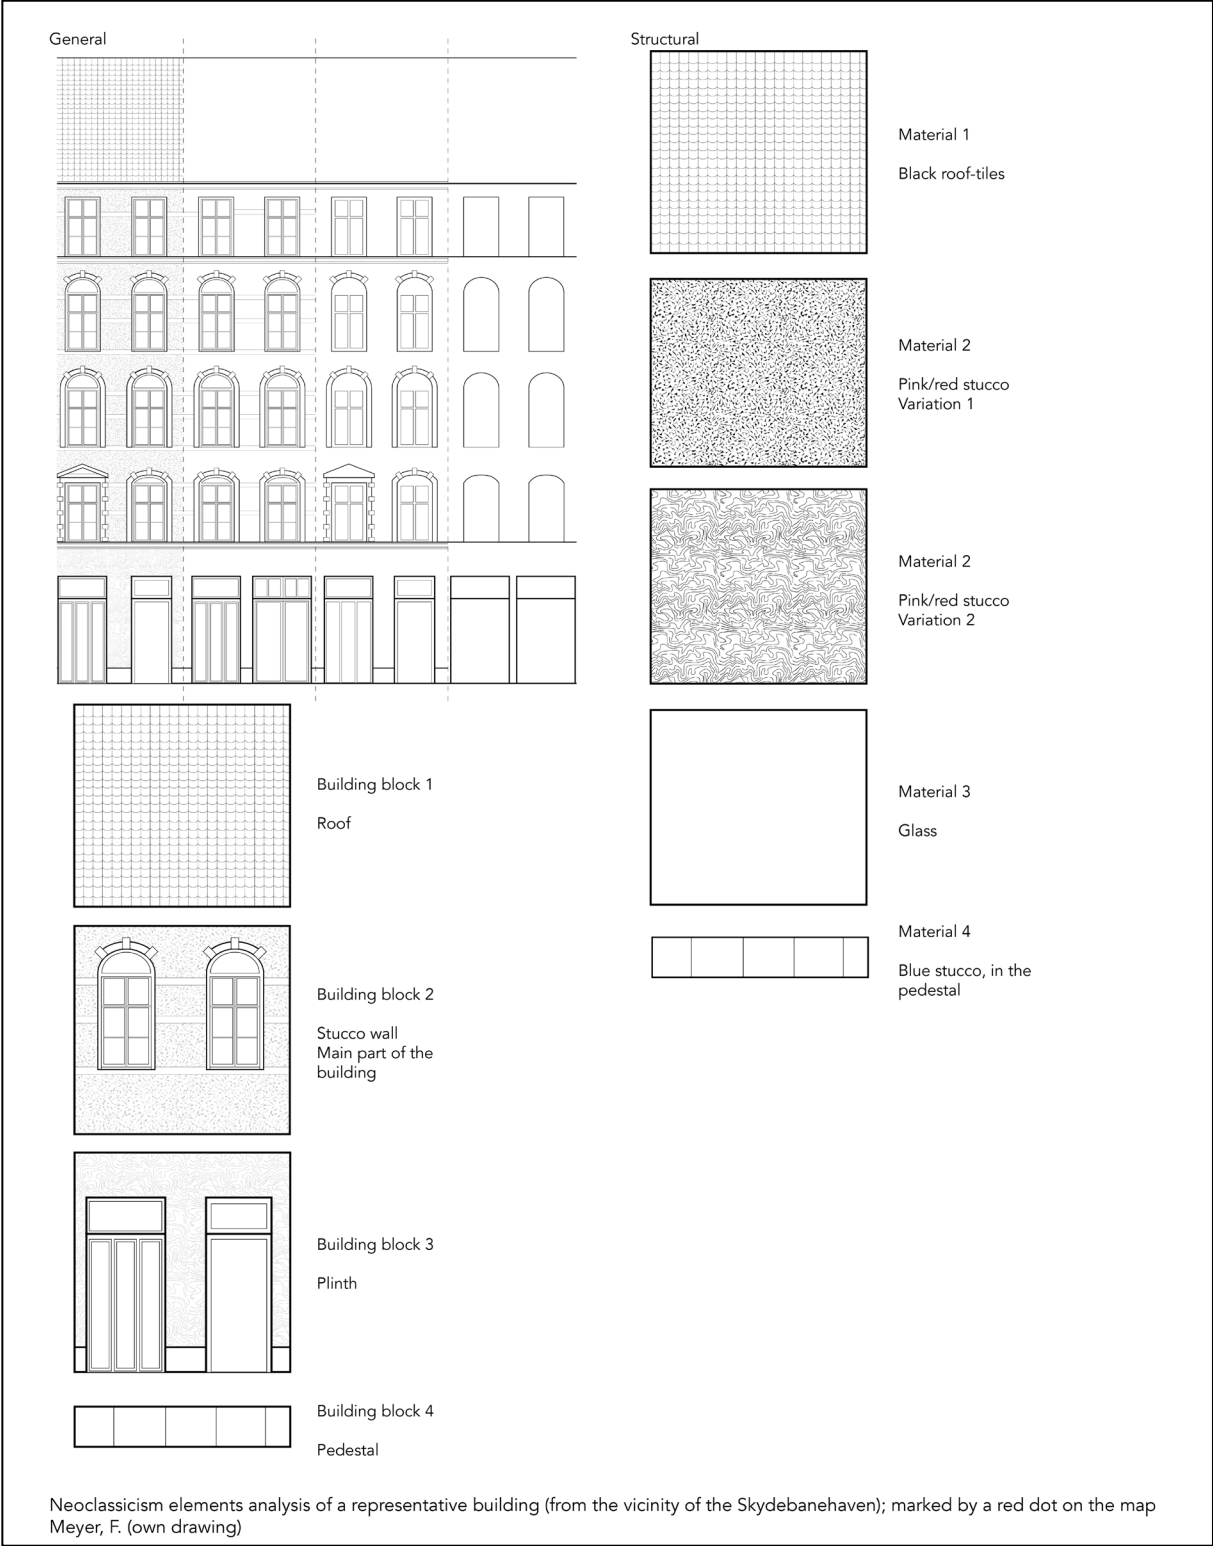 General
Building block 1
Roof
Building block 2
Stucco wall
Main part of the
building
Building block 3
Plinth
Building block 4
Pedestal
Structural
Material 1
Black roof-tiles
Material 2
Pink/red stucco
Variation 1
Material 2
Pink/red stucco
Variation 2
Material 3
Glass
Material 4
Blue stucco, in the
pedestal
Neoclassicism elements analysis of a representative building (from the vicinity of the Skydebanehaven); marked by a red dot on the map
Meyer, F. (own drawing)